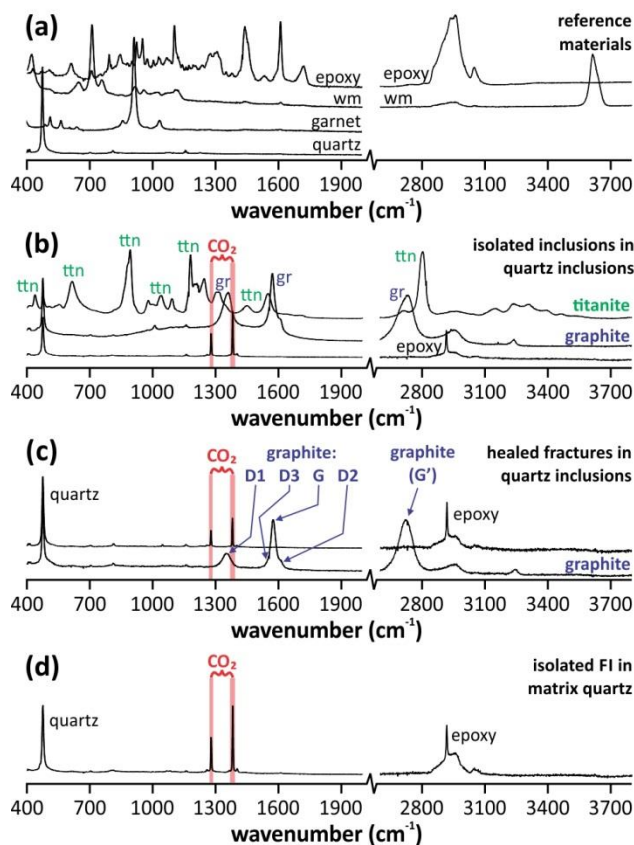 (a)
reference
materials
epoxy
epoxy
wm
wm
garnet
quartz
400 700 1000 1300 1600 1900 2800 3100 3400 3700
wavenumber (cm⁻¹)
(b)
isolated inclusions in
quartz inclusions
ttn
ttn
ttn
ttn
CO₂
gr
gr
ttn
ttn
gr
titanite
graphite
epoxy
400 700 1000 1300 1600 1900 2800 3100 3400 3700
wavenumber (cm⁻¹)
(c)
healed fractures in
quartz inclusions
CO₂
graphite:
D1 D3 G D2
graphite
(G')
quartz
epoxy
graphite
400 700 1000 1300 1600 1900 2800 3100 3400 3700
wavenumber (cm⁻¹)
(d)
isolated FI in
matrix quartz
CO₂
quartz
epoxy
400 700 1000 1300 1600 1900 2800 3100 3400 3700
wavenumber (cm⁻¹)